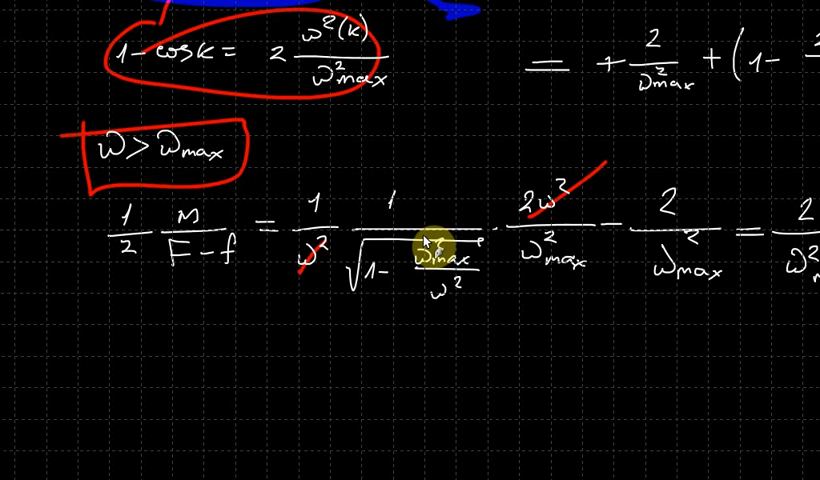 1 - cos k = 2 ω²(k) / ω²max
= + 2 / ω²max + (1 -
ω > ωmax
1/2 m / F - f = 1/ω² 1 / √(1 - ω²max / ω²) · 2ω² / ω²max - 2 / ω²max = 2 / ω²